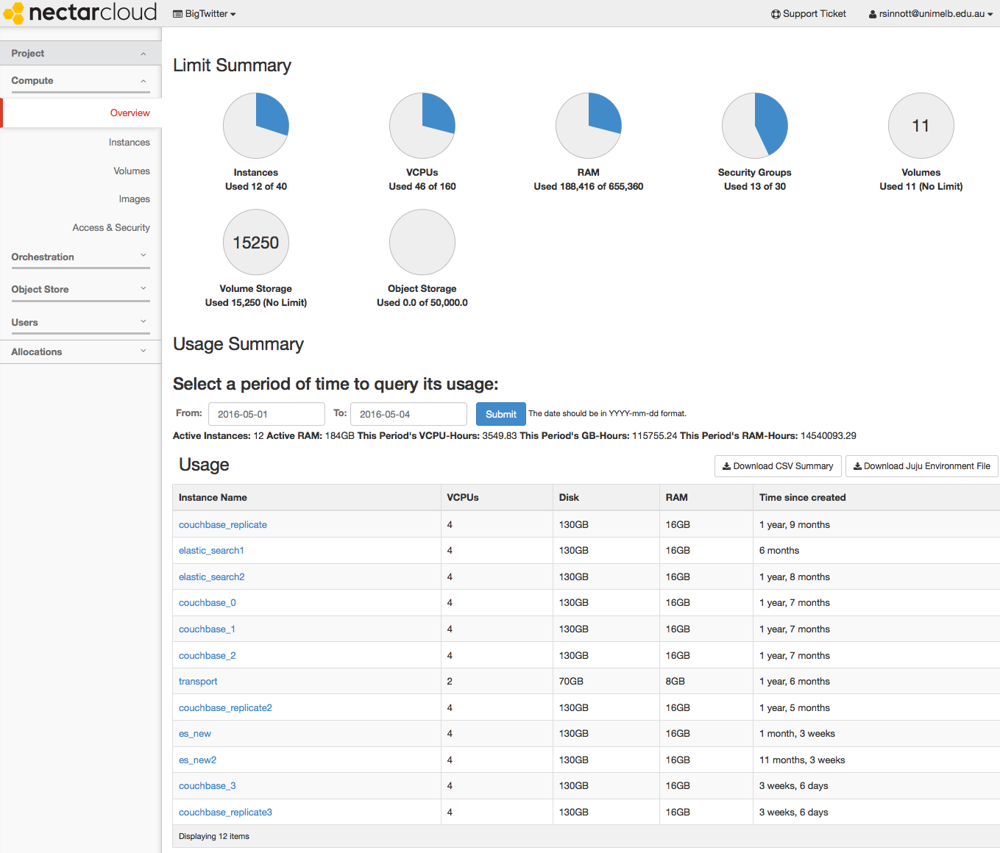 nectarcloud BigTwitter Support Ticket rsinnott@unimelb.edu.au
Project
Compute
Overview
Instances
Volumes
Images
Access & Security
Orchestration
Object Store
Users
Allocations
Limit Summary
11
Instances VCPUs RAM Security Groups Volumes
Used 12 of 40 Used 46 of 160 Used 188,416 of 655,360 Used 13 of 30 Used 11 (No Limit)
15250
Volume Storage Object Storage
Used 15,250 (No Limit) Used 0.0 of 50,000.0
Usage Summary
Select a period of time to query its usage:
From: 2016-05-01 To: 2016-05-04 Submit The date should be in YYYY-mm-dd format.
Active Instances: 12 Active RAM: 184GB This Period's VCPU-Hours: 3549.83 This Period's GB-Hours: 115755.24 This Period's RAM-Hours: 14540093.29
Usage Download CSV Summary Download Juju Environment File
Instance Name VCPUs Disk RAM Time since created
couchbase_replicate 4 130GB 16GB 1 year, 9 months
elastic_search1 4 130GB 16GB 6 months
elastic_search2 4 130GB 16GB 1 year, 8 months
couchbase_0 4 130GB 16GB 1 year, 7 months
couchbase_1 4 130GB 16GB 1 year, 7 months
couchbase_2 4 130GB 16GB 1 year, 7 months
transport 2 70GB 8GB 1 year, 6 months
couchbase_replicate2 4 130GB 16GB 1 year, 5 months
es_new 4 130GB 16GB 1 month, 3 weeks
es_new2 4 130GB 16GB 11 months, 3 weeks
couchbase_3 4 130GB 16GB 3 weeks, 6 days
couchbase_replicate3 4 130GB 16GB 3 weeks, 6 days
Displaying 12 items